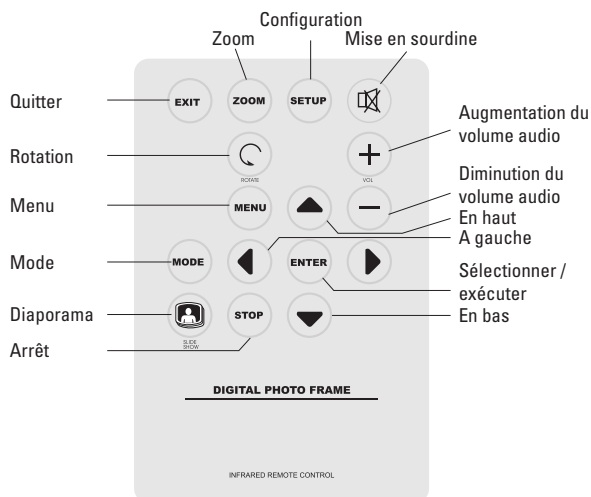 Configuration
Zoom
Mise en sourdine
Quitter
EXIT
ZOOM
SETUP
Augmentation du
volume audio
Rotation
ROTATE
VOL
Diminution du
volume audio
Menu
MENU
En haut
A gauche
Mode
MODE
ENTER
Sélectionner /
exécuter
Diaporama
SLIDE
SHOW
STOP
En bas
Arrêt
DIGITAL PHOTO FRAME
INFRARED REMOTE CONTROL